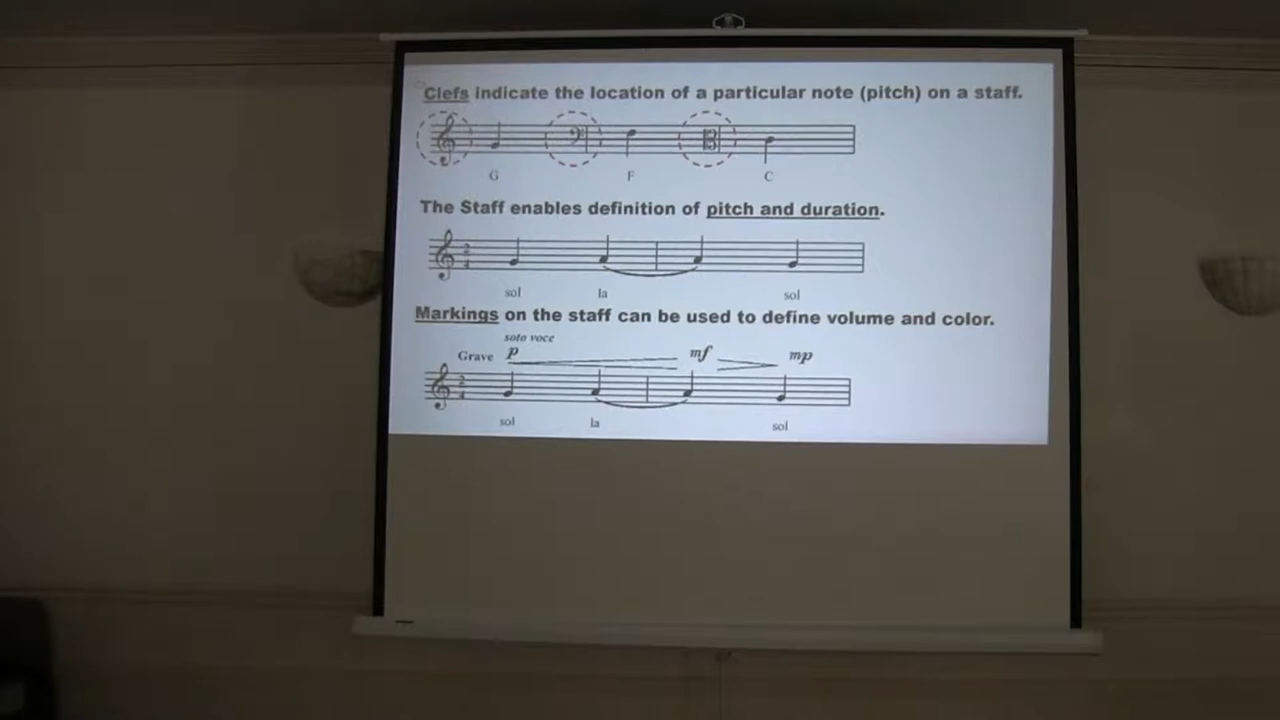 Clefs indicate the location of a particular note (pitch) on a staff.
G F C
The Staff enables definition of pitch and duration.
sol la sol
Markings on the staff can be used to define volume and color.
soto voce
Grave p mf mp
sol la sol